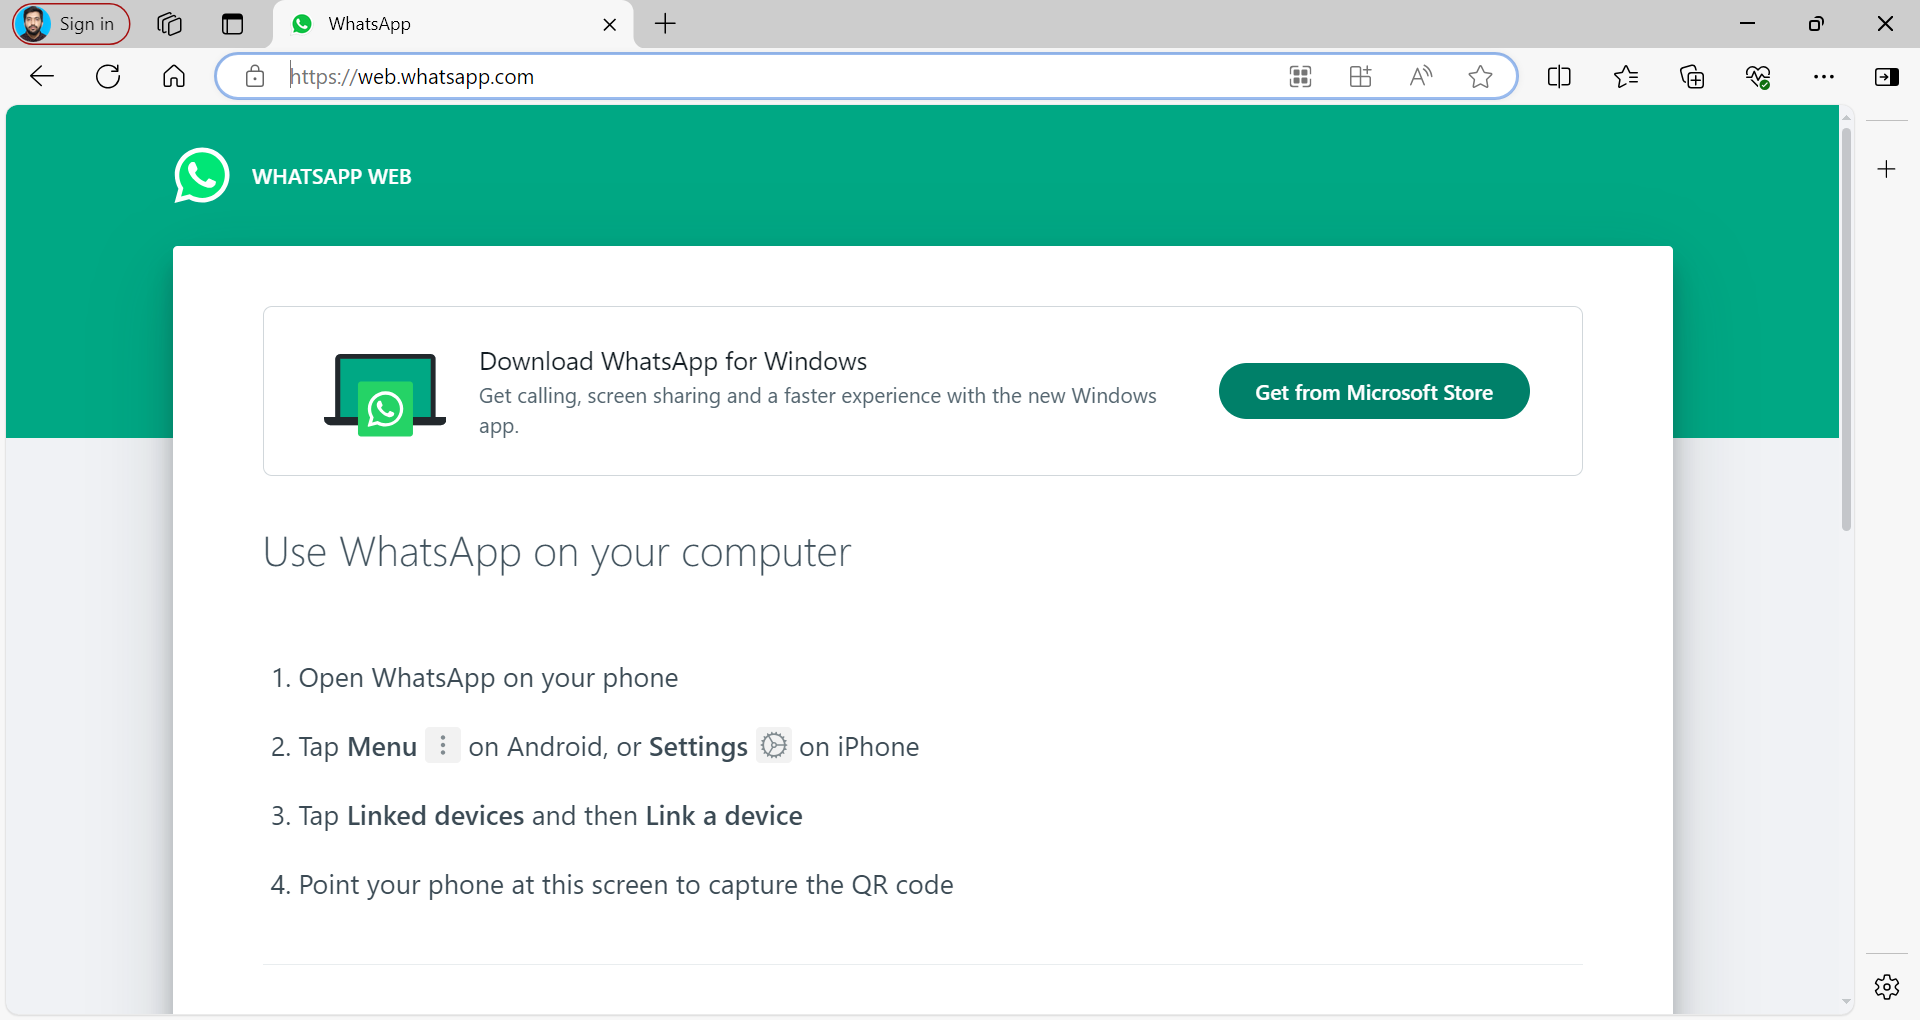 Sign in
WhatsApp
https://web.whatsapp.com
WHATSAPP WEB
Download WhatsApp for Windows
Get calling, screen sharing and a faster experience with the new Windows
app.
Get from Microsoft Store
Use WhatsApp on your computer
1. Open WhatsApp on your phone
2. Tap Menu on Android, or Settings on iPhone
3. Tap Linked devices and then Link a device
4. Point your phone at this screen to capture the QR code